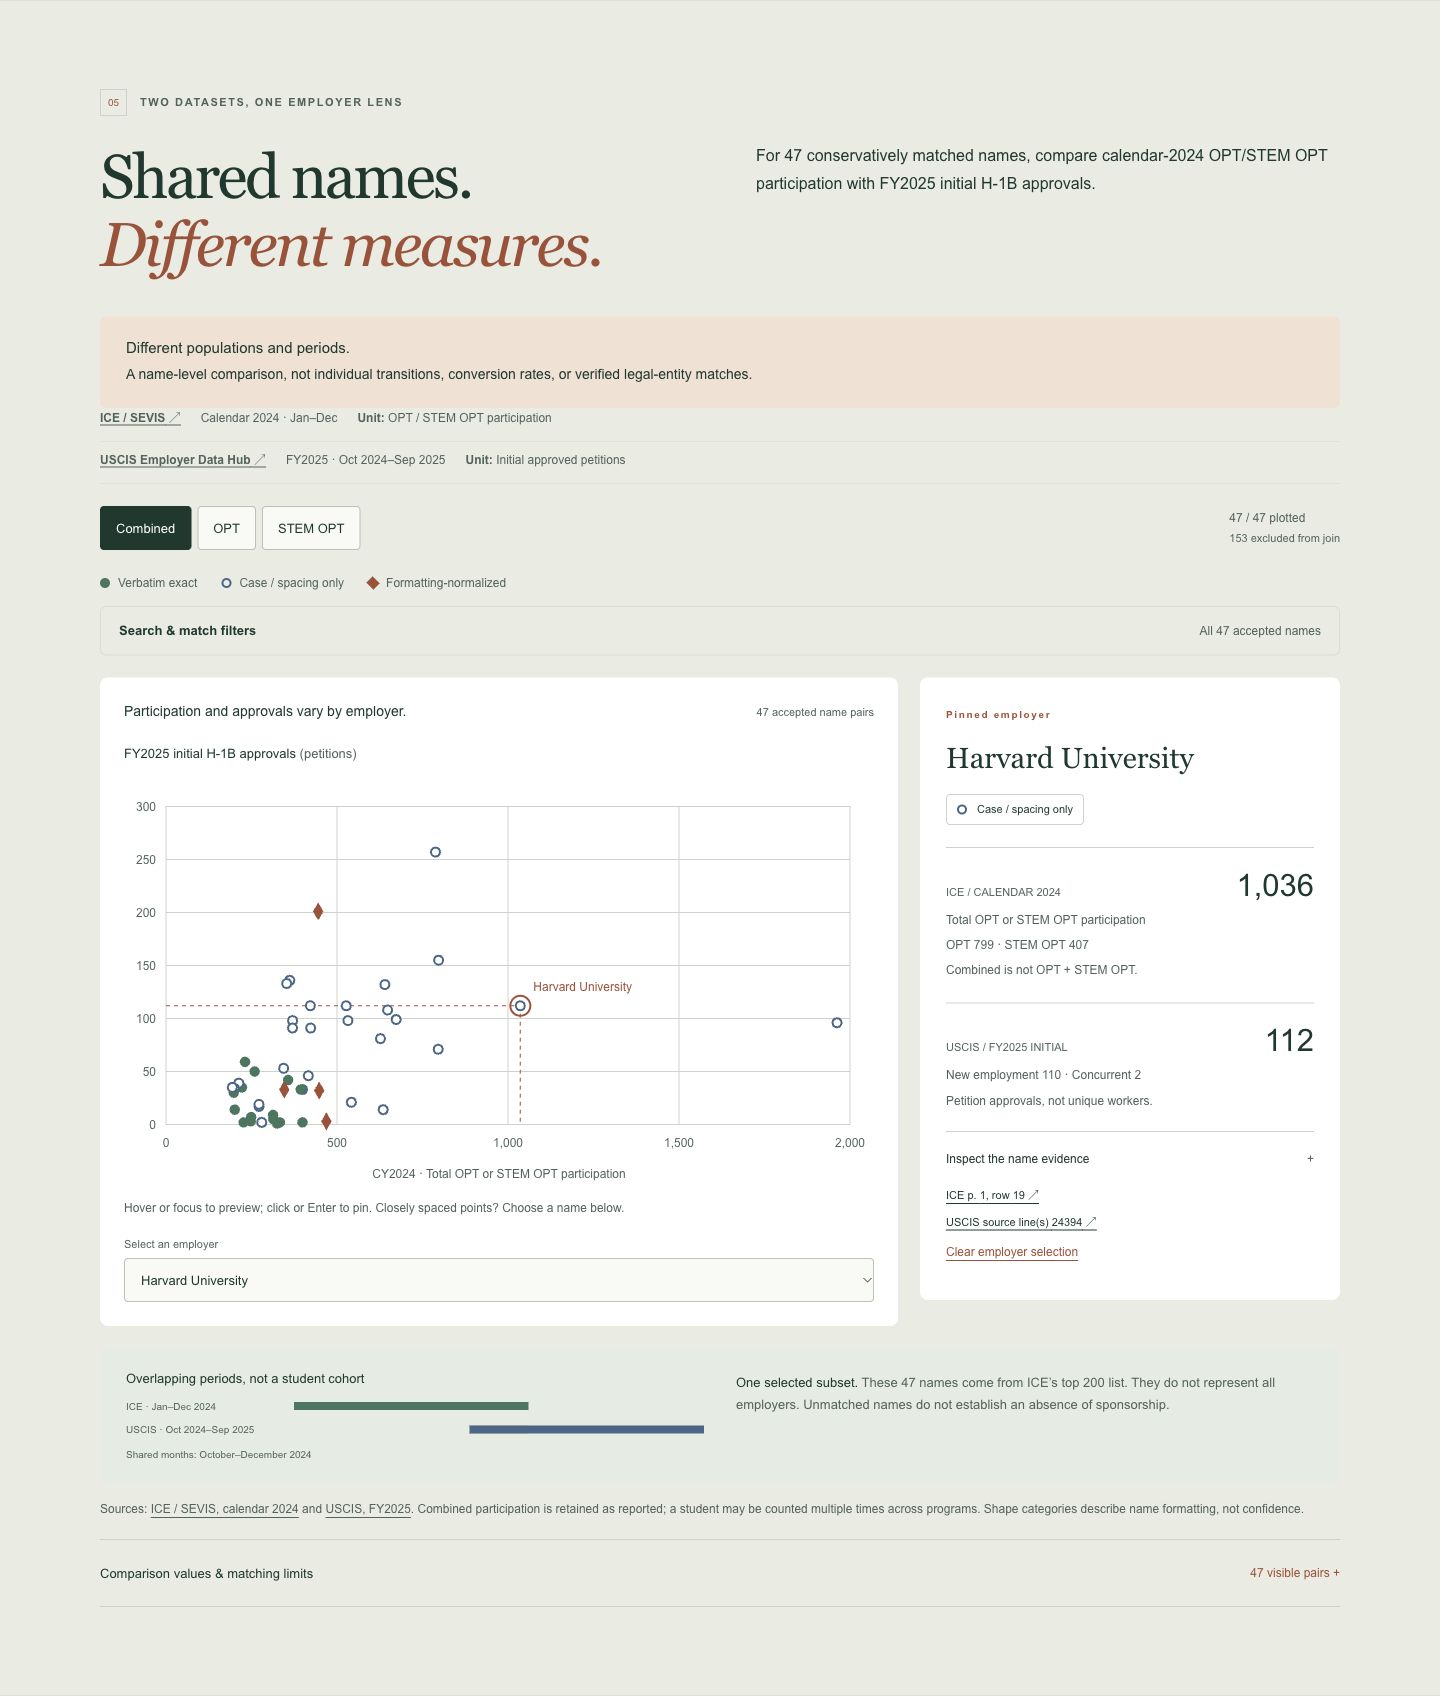 05
TWO DATASETS, ONE EMPLOYER LENS
Shared names.
Different measures.
For 47 conservatively matched names, compare calendar-2024 OPT/STEM OPT
participation with FY2025 initial H-1B approvals.
Different populations and periods.
A name-level comparison, not individual transitions, conversion rates, or verified legal-entity matches.
ICE / SEVIS ↗ Calendar 2024 · Jan–Dec Unit: OPT / STEM OPT participation
USCIS Employer Data Hub ↗ FY2025 · Oct 2024–Sep 2025 Unit: Initial approved petitions
Combined OPT STEM OPT
47 / 47 plotted
153 excluded from join
Verbatim exact Case / spacing only Formatting-normalized
Search & match filters All 47 accepted names
Participation and approvals vary by employer. 47 accepted name pairs
FY2025 initial H-1B approvals (petitions)
300
250
200
150
100
50
0
Harvard University
0 500 1,000 1,500 2,000
CY2024 · Total OPT or STEM OPT participation
Hover or focus to preview; click or Enter to pin. Closely spaced points? Choose a name below.
Select an employer
Harvard University
Pinned employer
Harvard University
Case / spacing only
ICE / CALENDAR 2024 1,036
Total OPT or STEM OPT participation
OPT 799 · STEM OPT 407
Combined is not OPT + STEM OPT.
USCIS / FY2025 INITIAL 112
New employment 110 · Concurrent 2
Petition approvals, not unique workers.
Inspect the name evidence +
ICE p. 1, row 19 ↗
USCIS source line(s) 24394 ↗
Clear employer selection
Overlapping periods, not a student cohort
ICE · Jan–Dec 2024
USCIS · Oct 2024–Sep 2025
Shared months: October–December 2024
One selected subset. These 47 names come from ICE’s top 200 list. They do not represent all
employers. Unmatched names do not establish an absence of sponsorship.
Sources: ICE / SEVIS, calendar 2024 and USCIS, FY2025. Combined participation is retained as reported; a student may be counted multiple times across programs. Shape categories describe name formatting, not confidence.
Comparison values & matching limits 47 visible pairs +